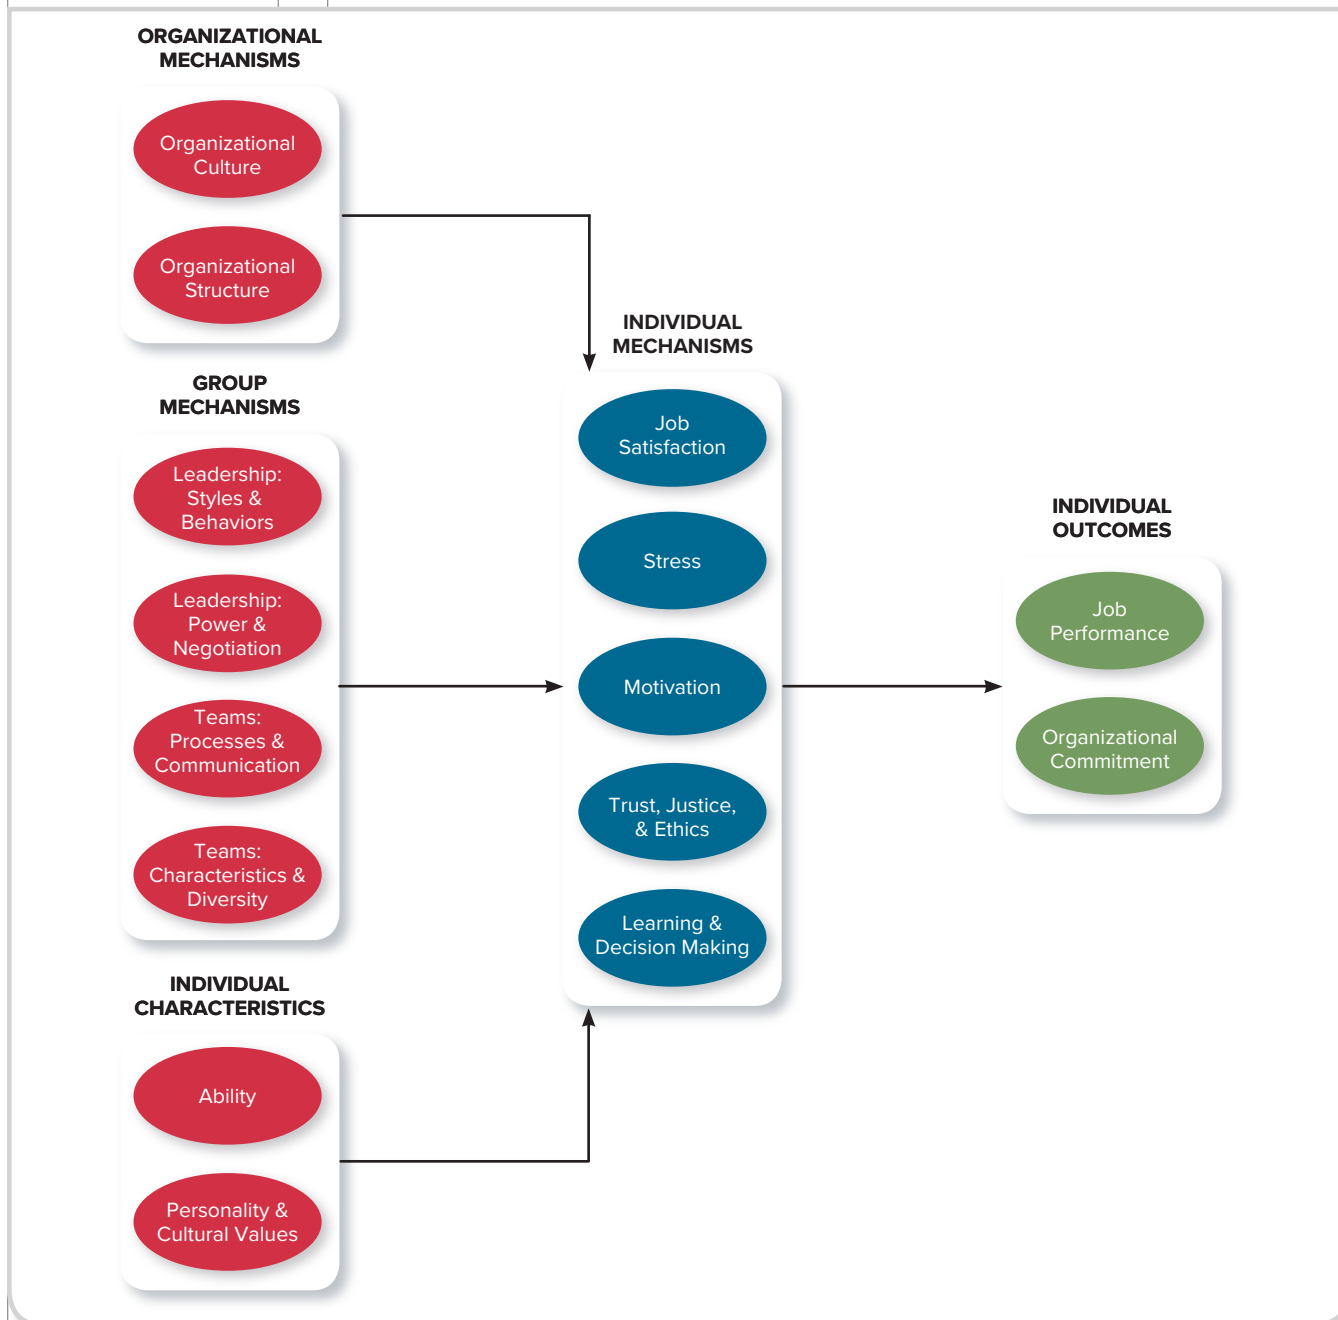 ORGANIZATIONAL
MECHANISMS
Organizational
Culture
Organizational
Structure
GROUP
MECHANISMS
Leadership:
Styles &
Behaviors
Leadership:
Power &
Negotiation
Teams:
Processes &
Communication
Teams:
Characteristics &
Diversity
INDIVIDUAL
CHARACTERISTICS
Ability
Personality &
Cultural Values
INDIVIDUAL
MECHANISMS
Job
Satisfaction
Stress
Motivation
Trust, Justice,
& Ethics
Learning &
Decision Making
INDIVIDUAL
OUTCOMES
Job
Performance
Organizational
Commitment